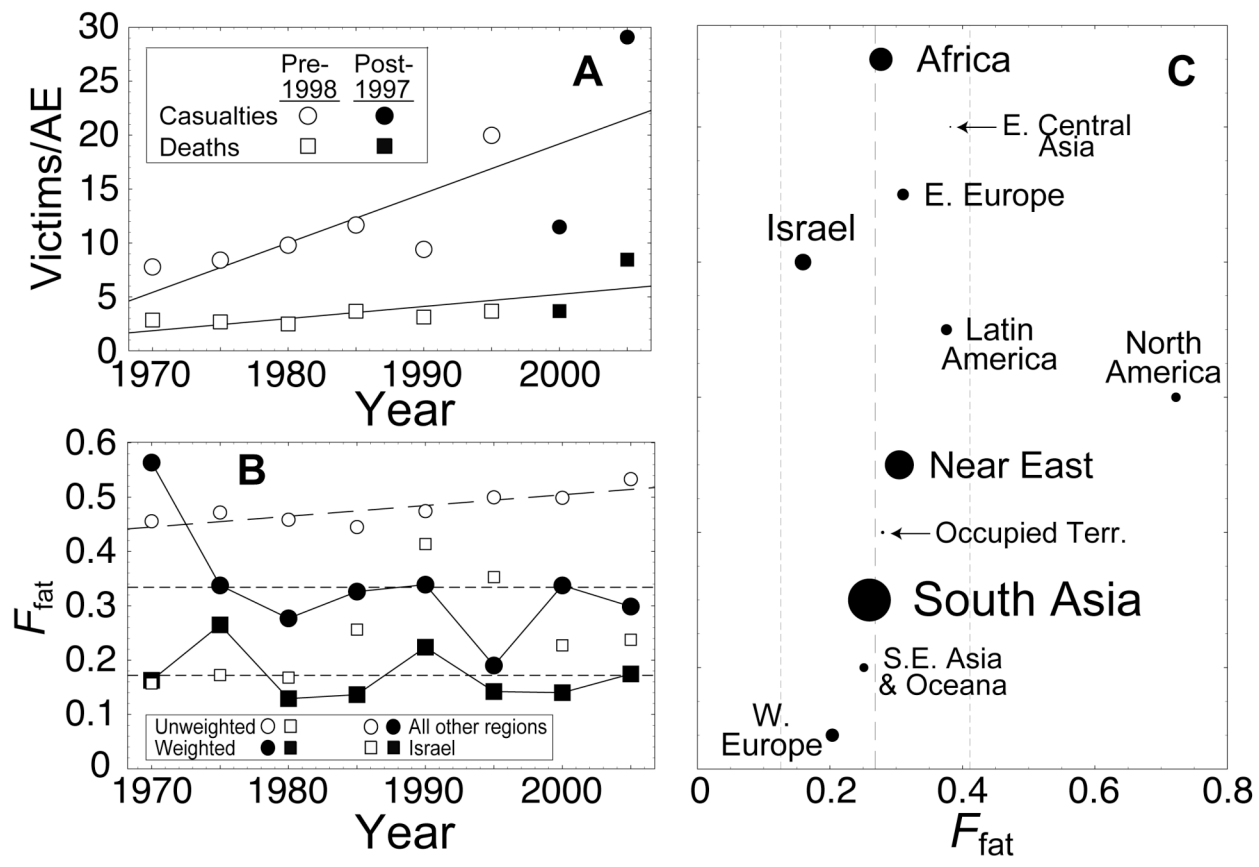 30
25
20
15
10
5
0
Victims/AE
Pre-
1998
Post-
1997
Casualties
Deaths
A
1970
1980
1990
2000
Year
0.6
0.5
0.4
0.3
0.2
0.1
0
F fat
B
Unweighted
All other regions
Weighted
Israel
1970
1980
1990
2000
Year
C
Africa
E. Central
Asia
E. Europe
Israel
Latin
America
North
America
Near East
Occupied Terr.
South Asia
S.E. Asia
& Oceana
W.
Europe
0
0.2
0.4
0.6
0.8
F fat